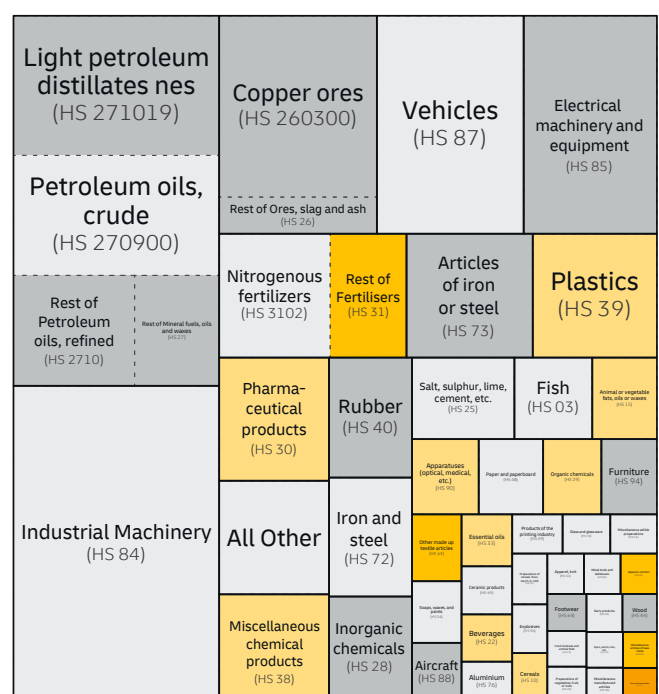 Light petroleum
distillates nes
(HS 271019)
Petroleum oils,
crude
(HS 270900)
Rest of
Petroleum
oils, refined
(HS 2710)
Rest of Mineral fuels, oils
and waxes
(HS 27)
Industrial Machinery
(HS 84)
Copper ores
(HS 260300)
Rest of Ores, slag and ash
(HS 26)
Vehicles
(HS 87)
Electrical
machinery and
equipment
(HS 85)
Nitrogenous
fertilizers
(HS 3102)
Rest of
Fertilisers
(HS 31)
Articles
of iron
or steel
(HS 73)
Plastics
(HS 39)
Pharma-
ceutical
products
(HS 30)
Rubber
(HS 40)
Salt, sulphur, lime,
cement, etc.
(HS 25)
Fish
(HS 03)
Animal or vegetable
fats, oils or waxes
(HS 15)
Apparatuses
(optical, medical,
etc.)
(HS 90)
Paper and paperboard
(HS 48)
Organic chemicals
(HS 29)
Furniture
(HS 94)
All Other
Iron and
steel
(HS 72)
Other made up
textile articles
(HS 63)
Essential oils
(HS 33)
Products of the
printing industry
(HS 49)
Glass and glassware
Miscellaneous edible
preparations
Ceramic products
(HS 69)
Apparel, knit
Soaps, waxes, and
paints
Footwear
(HS 64)
Wood
(HS 44)
Miscellaneous
chemical
products
(HS 38)
Inorganic
chemicals
(HS 28)
Beverages
(HS 22)
Explosives
(HS 36)
Aircraft
(HS 88)
Aluminium
(HS 76)
Cereals
(HS 10)
Preparations of
vegetables, fruits
Miscellaneous
manufactured
articles